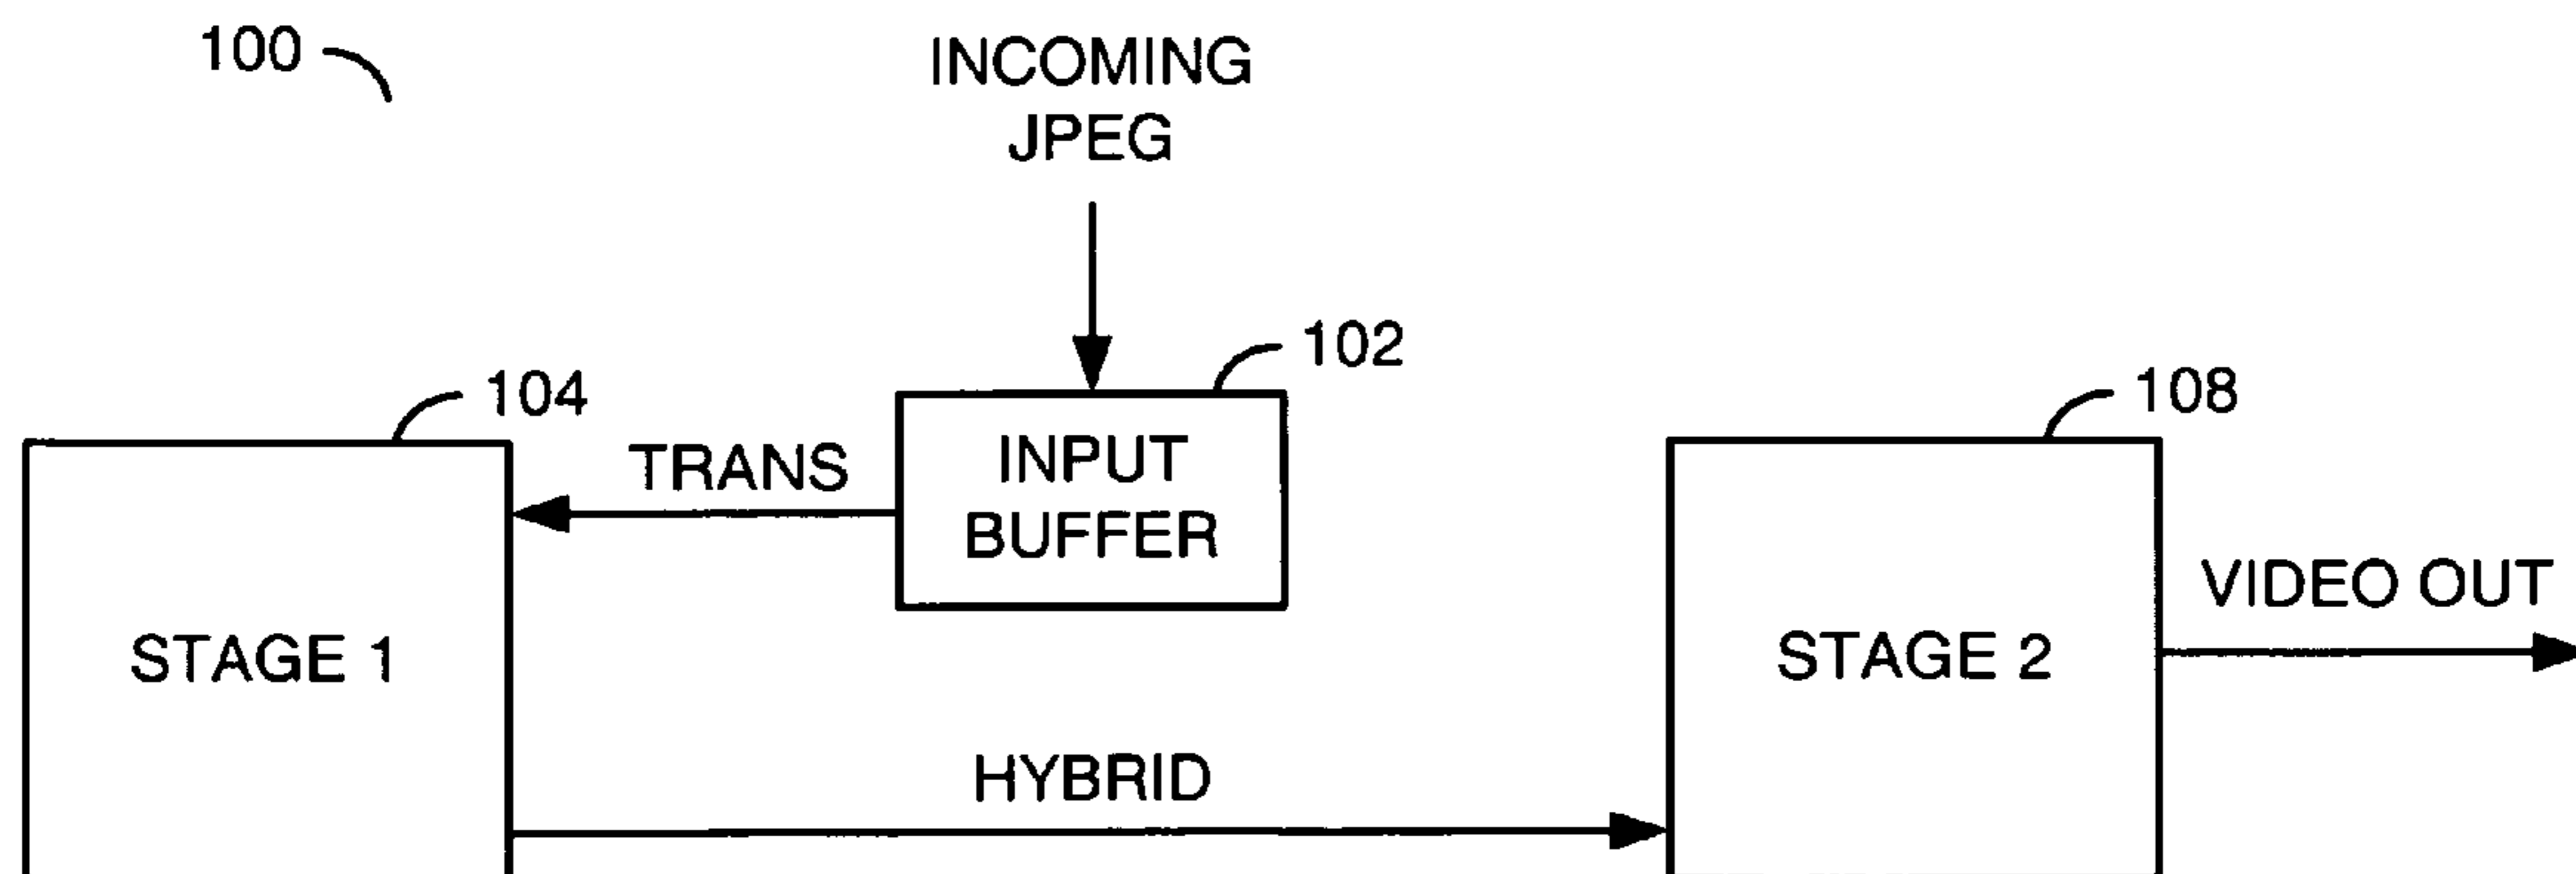 100
INCOMING
JPEG
102
104
108
TRANS
INPUT
BUFFER
VIDEO OUT
STAGE 1
STAGE 2
HYBRID